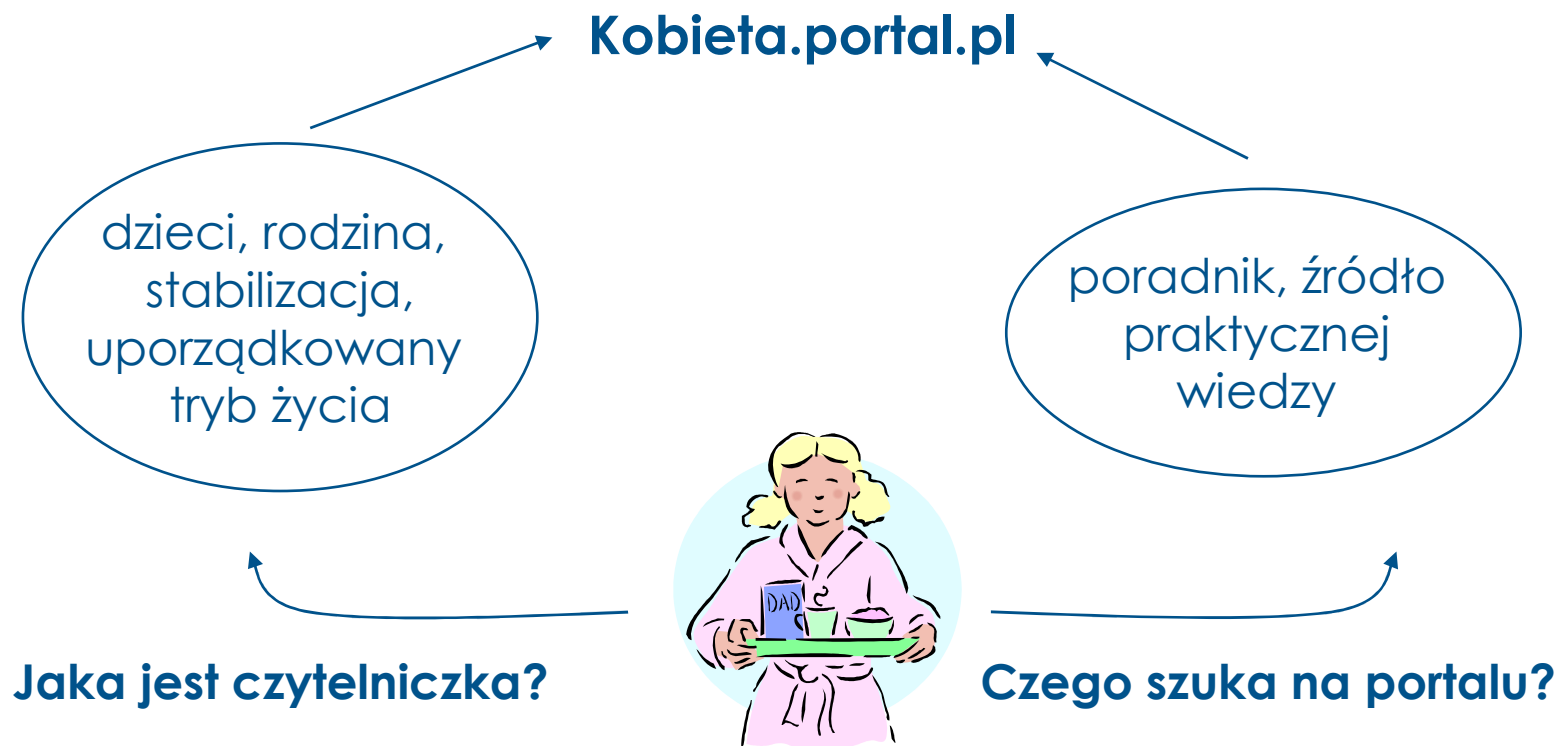 Kobieta.portal.pl
dzieci, rodzina,
stabilizacja,
uporządkowany
tryb życia
poradnik, źródło
praktycznej
wiedzy
DAD
Jaka jest czytelniczka?
Czego szuka na portalu?